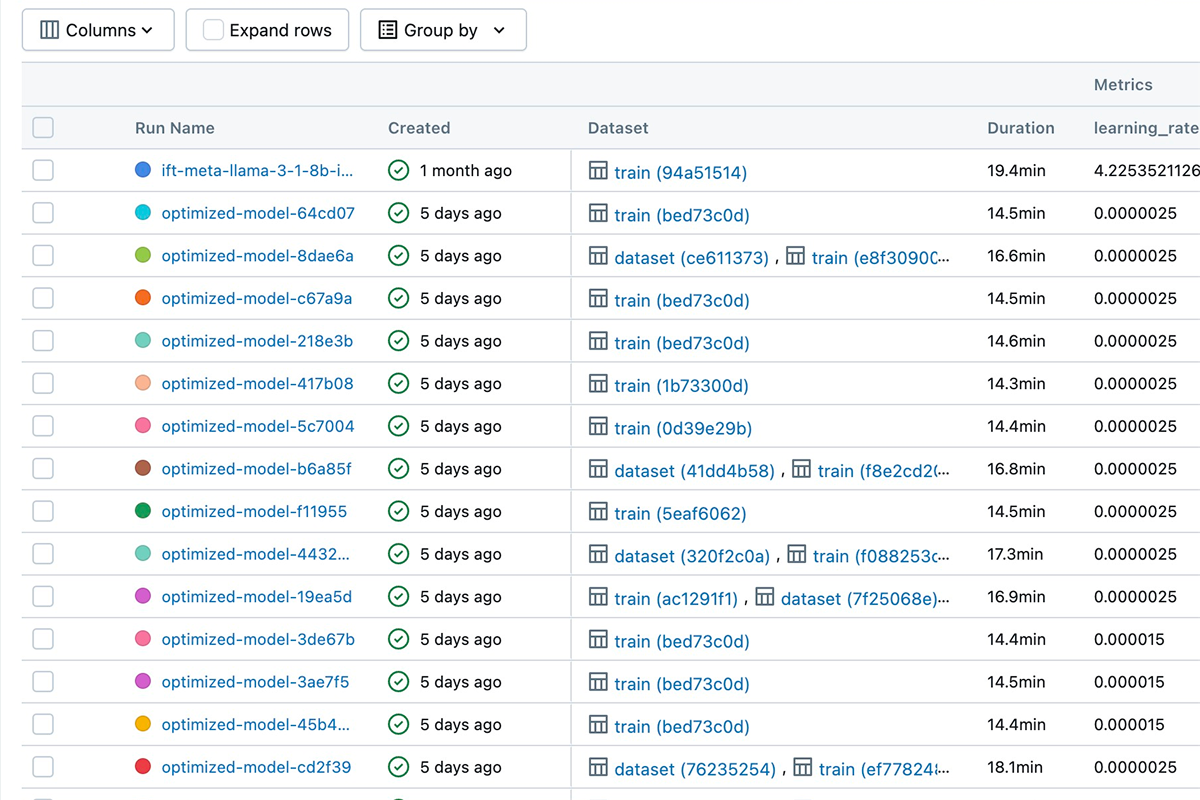 Columns Expand rows Group by
Metrics
Run Name Created Dataset Duration learning_rate
ift-meta-llama-3-1-8b-i... 1 month ago train (94a51514) 19.4min 4.2253521126
optimized-model-64cd07 5 days ago train (bed73c0d) 14.5min 0.0000025
optimized-model-8dae6a 5 days ago dataset (ce611373) , train (e8f30900... 16.6min 0.0000025
optimized-model-c67a9a 5 days ago train (bed73c0d) 14.5min 0.0000025
optimized-model-218e3b 5 days ago train (bed73c0d) 14.6min 0.0000025
optimized-model-417b08 5 days ago train (1b73300d) 14.3min 0.0000025
optimized-model-5c7004 5 days ago train (0d39e29b) 14.4min 0.0000025
optimized-model-b6a85f 5 days ago dataset (41dd4b58) , train (f8e2cd20... 16.8min 0.0000025
optimized-model-f11955 5 days ago train (5eaf6062) 14.5min 0.0000025
optimized-model-4432... 5 days ago dataset (320f2c0a) , train (f088253c... 17.3min 0.0000025
optimized-model-19ea5d 5 days ago train (ac1291f1) , dataset (7f25068e)... 16.9min 0.0000025
optimized-model-3de67b 5 days ago train (bed73c0d) 14.4min 0.000015
optimized-model-3ae7f5 5 days ago train (bed73c0d) 14.5min 0.000015
optimized-model-45b4... 5 days ago train (bed73c0d) 14.4min 0.000015
optimized-model-cd2f39 5 days ago dataset (76235254) , train (ef77824... 18.1min 0.0000025